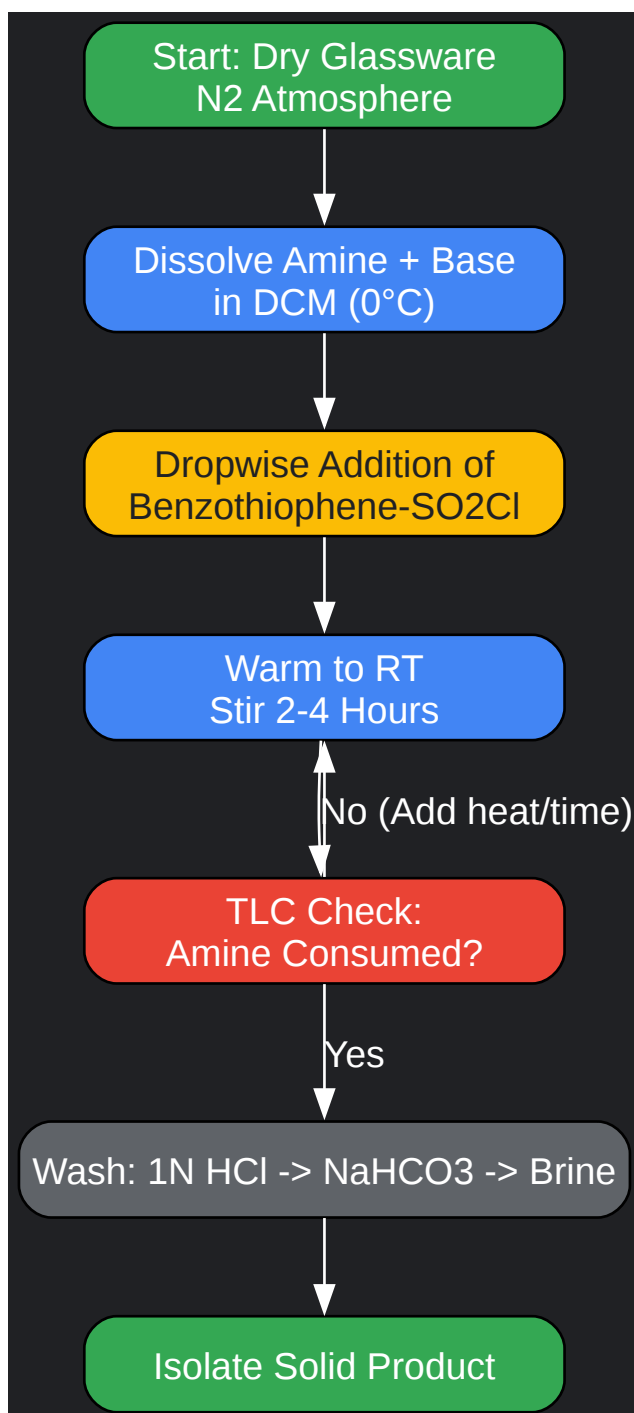 Start: Dry Glassware
N2 Atmosphere
Dissolve Amine + Base
in DCM (0°C)
Dropwise Addition of
Benzothiophene-SO2Cl
Warm to RT
Stir 2-4 Hours
No (Add heat/time)
TLC Check:
Amine Consumed?
Yes
Wash: 1N HCl -> NaHCO3 -> Brine
Isolate Solid Product